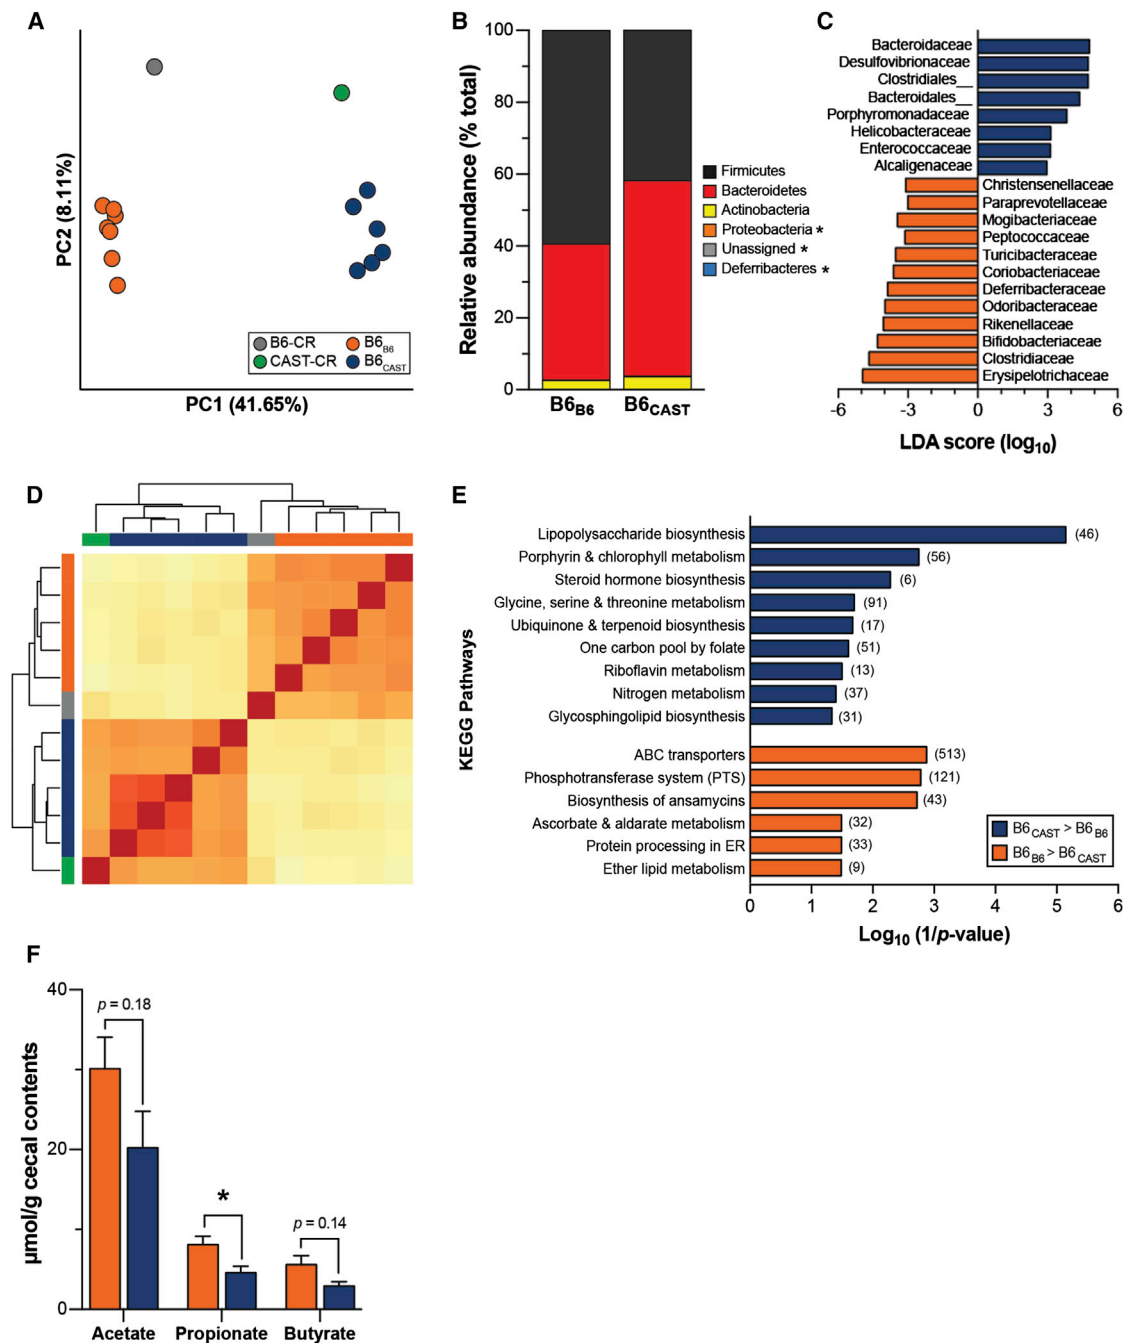 A
PC2 (8.11%)
PC1 (41.65%)
B6-CR
B6B6
CAST-CR
B6CAST
B
Relative abundance (% total)
100
80
60
40
20
0
B6B6
B6CAST
Firmicutes
Bacteroidetes
Actinobacteria
Proteobacteria *
Unassigned *
Deferribacteres *
C
Bacteroidaceae
Desulfovibrionaceae
Clostridiales__
Bacteroidales__
Porphyromonadaceae
Helicobacteraceae
Enterococcaceae
Alcaligenaceae
Christensenellaceae
Paraprevotellaceae
Mogibacteriaceae
Peptococcaceae
Turicibacteraceae
Coriobacteriaceae
Deferribacteraceae
Odoribacteraceae
Rikenellaceae
Bifidobacteriaceae
Clostridiaceae
Erysipelotrichaceae
-6 -3 0 3 6
LDA score (log10)
D
E
KEGG Pathways
Lipopolysaccharide biosynthesis (46)
Porphyrin & chlorophyll metabolism (56)
Steroid hormone biosynthesis (6)
Glycine, serine & threonine metabolism (91)
Ubiquinone & terpenoid biosynthesis (17)
One carbon pool by folate (51)
Riboflavin metabolism (13)
Nitrogen metabolism (37)
Glycosphingolipid biosynthesis (31)
ABC transporters (513)
Phosphotransferase system (PTS) (121)
Biosynthesis of ansamycins (43)
Ascorbate & aldarate metabolism (32)
Protein processing in ER (33)
Ether lipid metabolism (9)
B6CAST > B6B6
B6B6 > B6CAST
0 1 2 3 4 5 6
Log10 (1/p-value)
F
µmol/g cecal contents
40
20
0
p = 0.18
*
p = 0.14
Acetate Propionate Butyrate